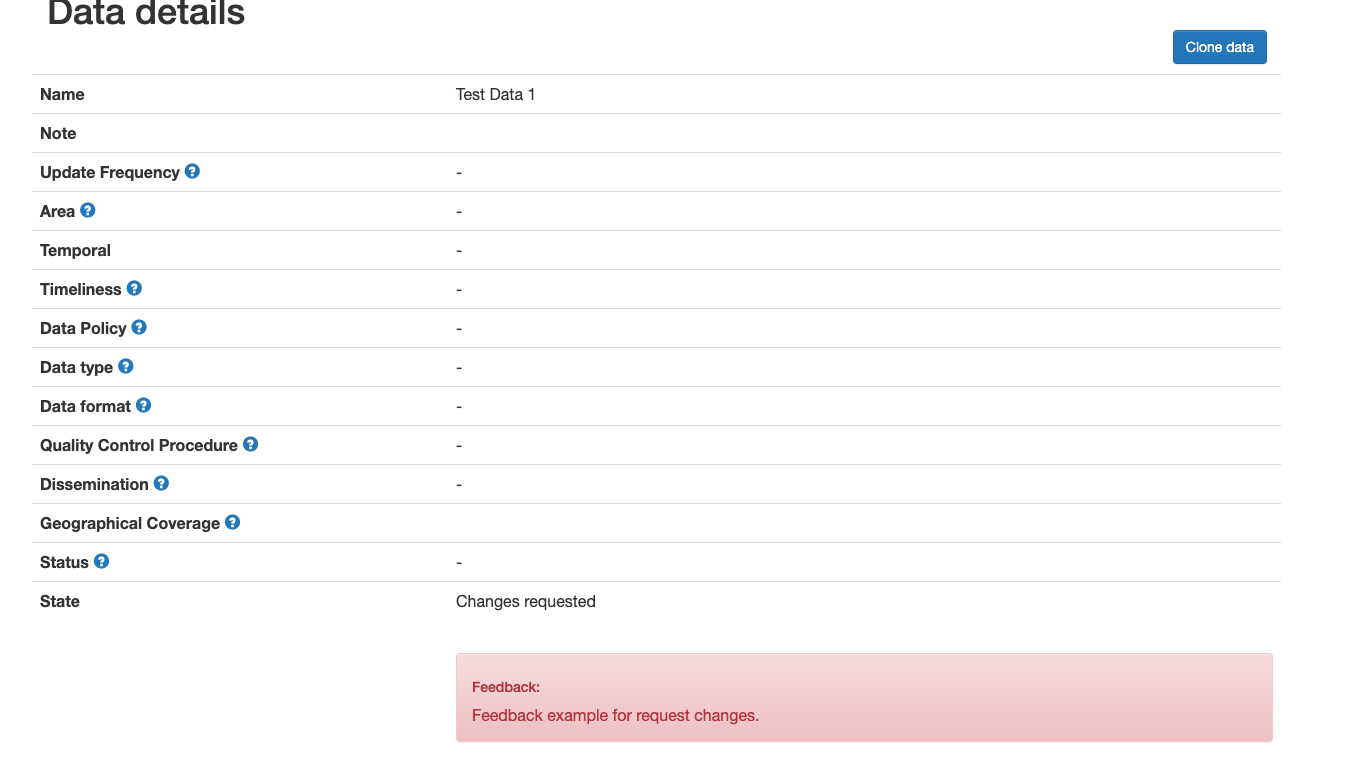 Data details
Clone data
Name Test Data 1
Note
Update Frequency ? -
Area ? -
Temporal -
Timeliness ? -
Data Policy ? -
Data type ? -
Data format ? -
Quality Control Procedure ? -
Dissemination ? -
Geographical Coverage ?
Status ? -
State Changes requested
Feedback:
Feedback example for request changes.